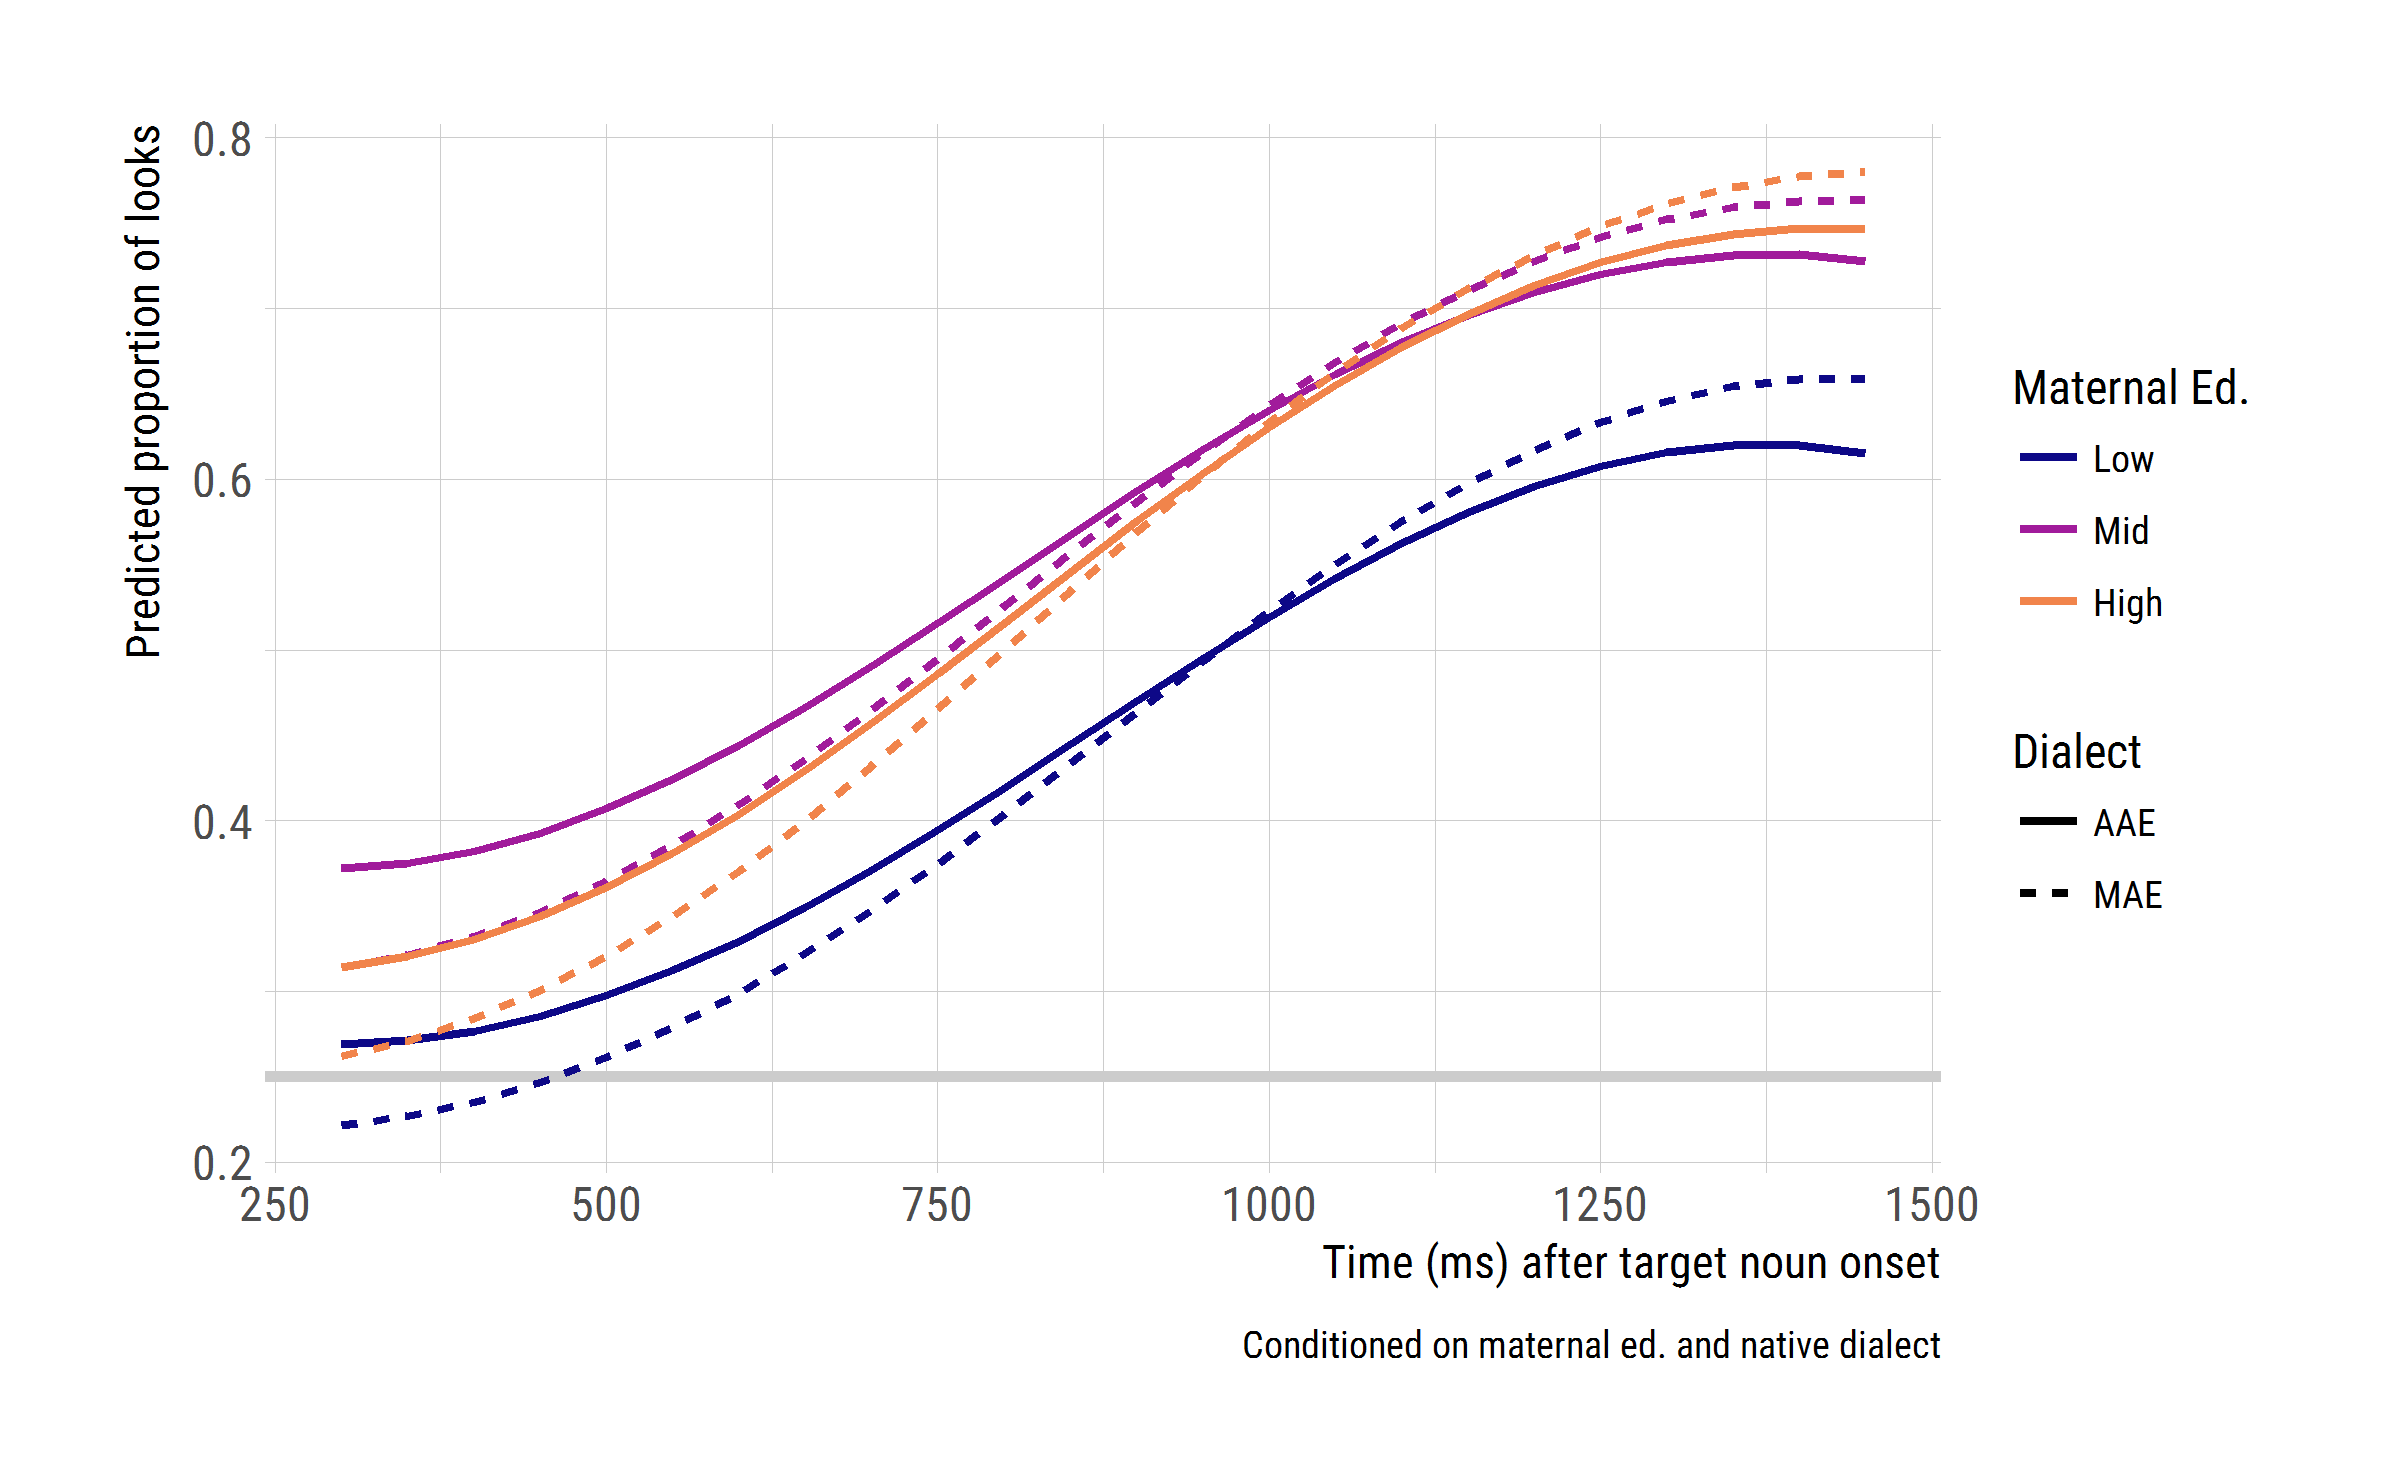 Predicted proportion of looks
0.8
0.6
0.4
0.2
250 500 750 1000 1250 1500
Time (ms) after target noun onset
Conditioned on maternal ed. and native dialect
Maternal Ed.
Low
Mid
High
Dialect
AAE
MAE